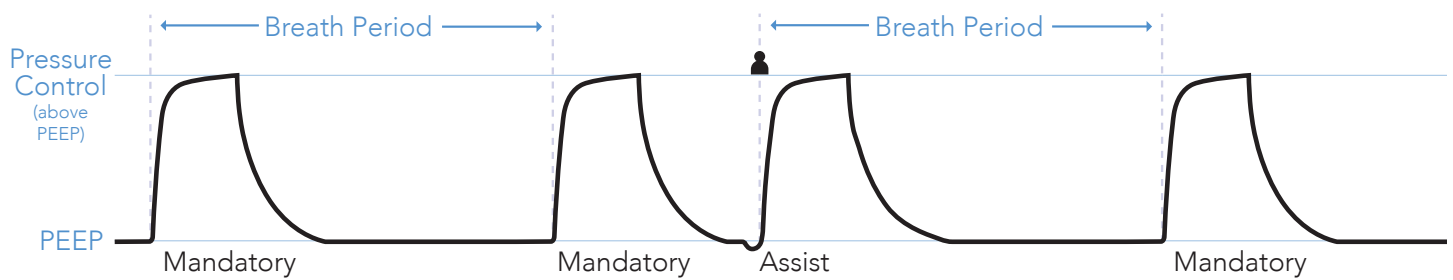 Breath Period
Breath Period
Pressure
Control
(above
PEEP)
PEEP
Mandatory
Mandatory
Assist
Mandatory